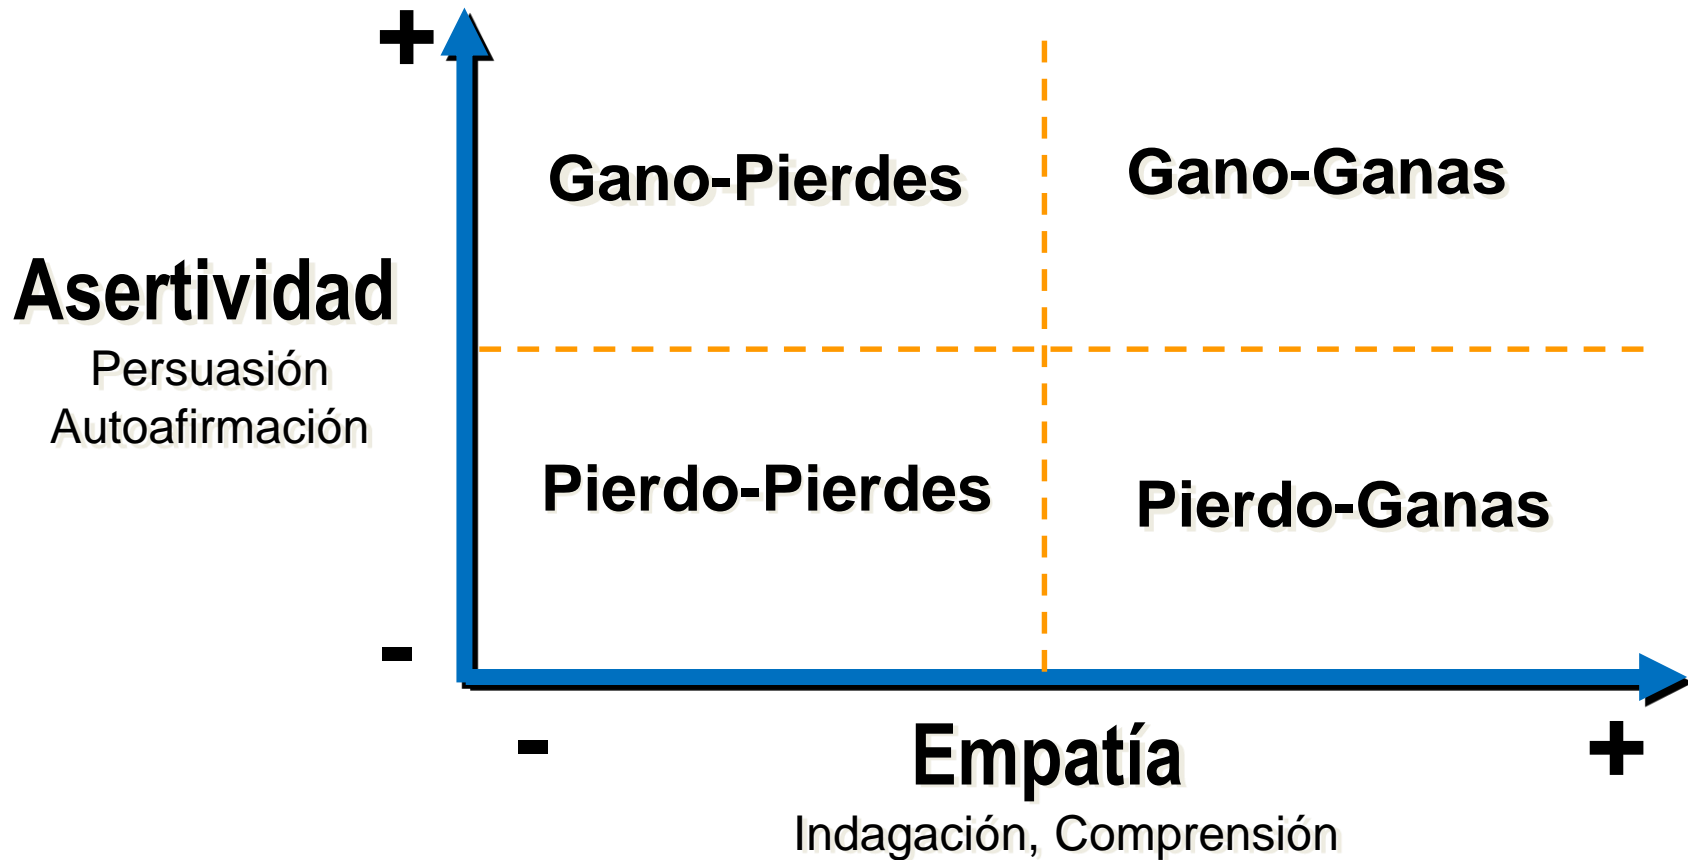 +
Gano-Pierdes
Gano-Ganas
Asertividad
Persuasión
Autoafirmación
Pierdo-Pierdes
Pierdo-Ganas
-
-
Empatía
+
Indagación, Comprensión